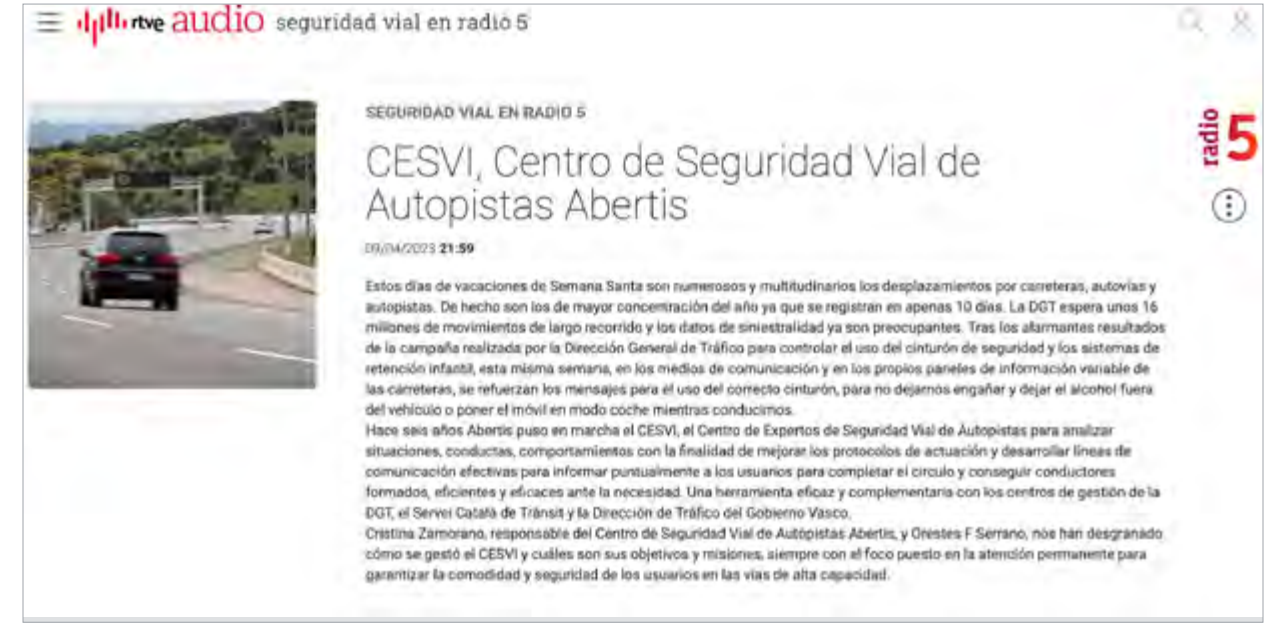 rtve audio seguridad vial en radio 5
SEGURIDAD VIAL EN RADIO 5
radio 5
CESVI, Centro de Seguridad Vial de
Autopistas Abertis
09/04/2023 21:59
Estos días de vacaciones de Semana Santa son numerosos y multitudinarios los desplazamientos por carreteras, autovías y
autopistas. De hecho son los de mayor concentración del año ya que se registran en apenas 10 días. La DGT espera unos 16
millones de movimientos de largo recorrido y los datos de siniestralidad ya son preocupantes. Tras los alarmantes resultados
de la campaña realizada por la Dirección General de Tráfico para controlar el uso del cinturón de seguridad y los sistemas de
retención infantil, esta misma semana, en los medios de comunicación y en los propios paneles de información variable de
las carreteras, se refuerzan los mensajes para el uso del correcto cinturón, para no dejarnos engañar y dejar el alcohol fuera
del vehículo o poner el móvil en modo coche mientras conducimos.
Hace seis años Abertis puso en marcha el CESVI, el Centro de Expertos de Seguridad Vial de Autopistas para analizar
situaciones, conductas, comportamientos con la finalidad de mejorar los protocolos de actuación y desarrollar líneas de
comunicación efectivas para informar puntualmente a los usuarios para completar el circulo y conseguir conductores
formados, eficientes y eficaces ante la necesidad. Una herramienta eficaz y complementaria con los centros de gestión de la
DGT, el Servei Català de Trànsit y la Dirección de Tráfico del Gobierno Vasco.
Cristina Zamorano, responsable del Centro de Seguridad Vial de Autopistas Abertis, y Orestes F Serrano, nos han desgranado
cómo se gestó el CESVI y cuáles son sus objetivos y misiones, siempre con el foco puesto en la atención permanente para
garantizar la comodidad y seguridad de los usuarios en las vías de alta capacidad.